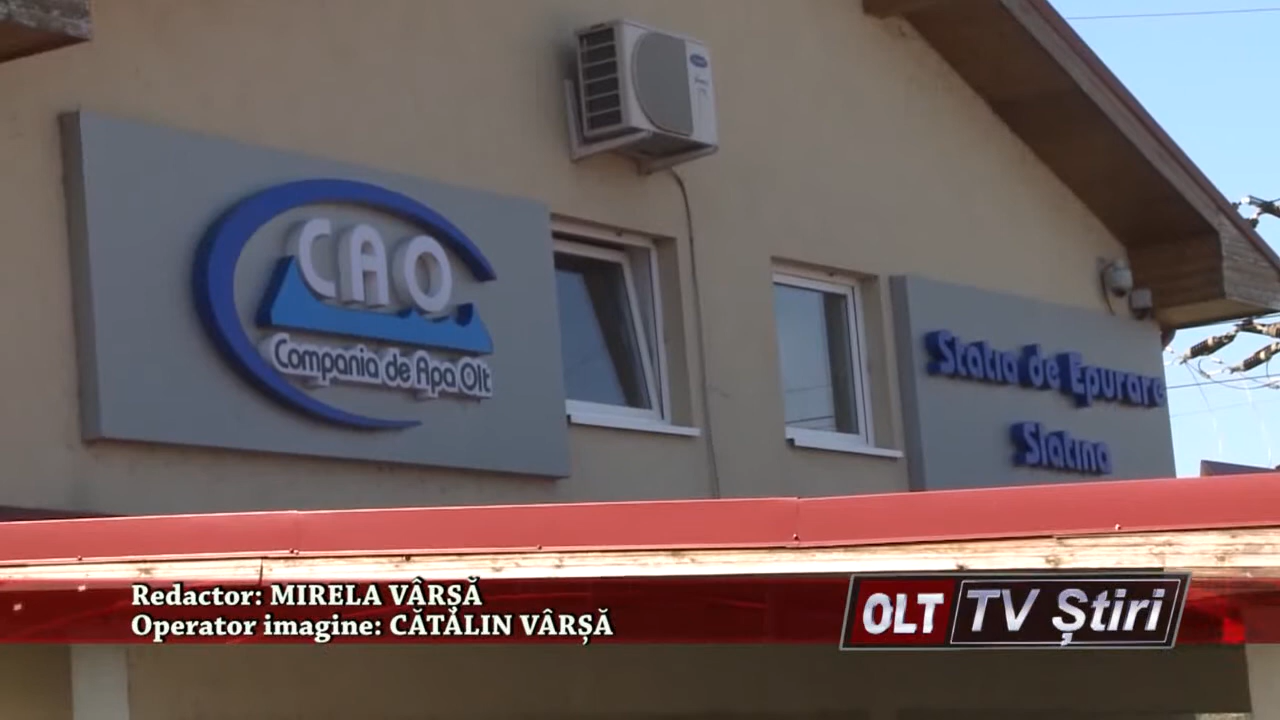 CAO
Compania de Apa Olt
Statia de Epurare
Slatina
Redactor: MIRELA VÂRȘĂ
Operator imagine: CĂTĂLIN VÂRȘĂ
OLT TV Știri